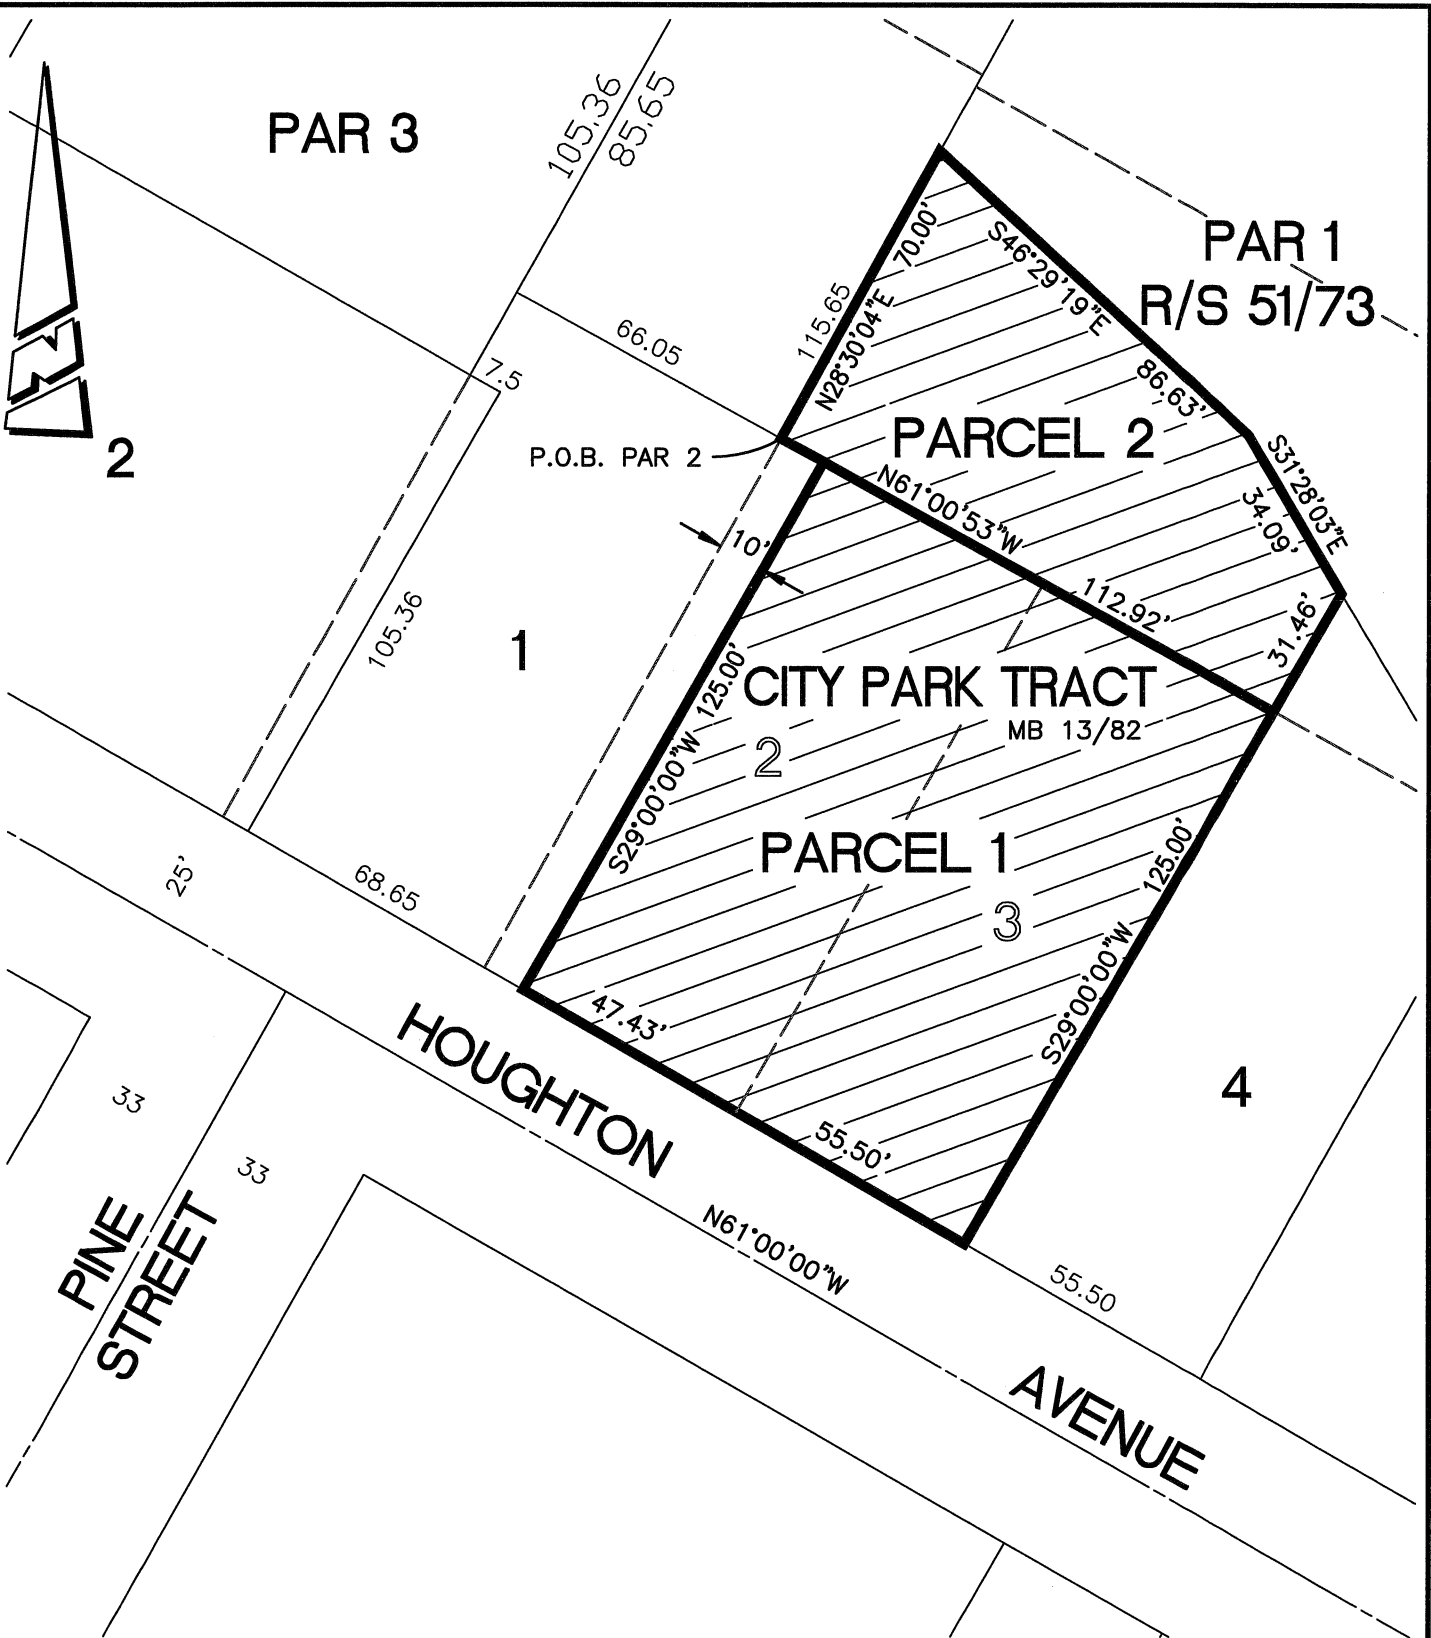 PAR 3
105.36
85.65
PAR 1
R/S 51/73
N
70.00'
N28°30'04"E
115.65
S46°29'19"E
86.63'
66.05
7.5
2
P.O.B. PAR 2
PARCEL 2
S31°28'03"E
34.09'
N61°00'53"W
112.92'
31.46'
10'
105.36
1
125.00'
S29°00'00"W
CITY PARK TRACT
MB 13/82
2
PARCEL 1
3
125.00'
S29°00'00"W
25'
68.65
47.43'
55.50'
4
33
33
HOUGHTON
N61°00'00"W
55.50
AVENUE
PINE
STREET